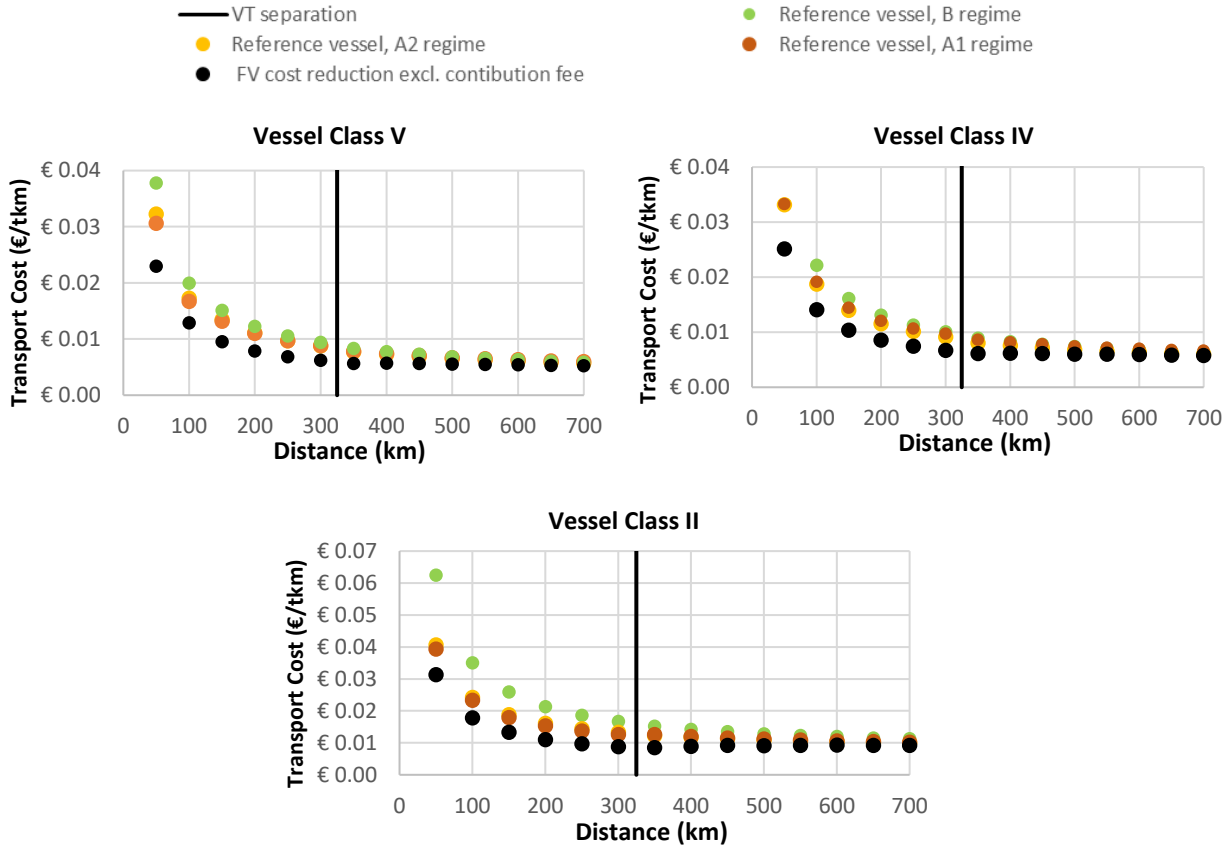 VT separation
Reference vessel, B regime
Reference vessel, A2 regime
Reference vessel, A1 regime
FV cost reduction excl. contibution fee
Vessel Class V
Transport Cost (€/tkm)
€ 0.04
€ 0.03
€ 0.02
€ 0.01
€ 0.00
0 100 200 300 400 500 600 700
Distance (km)
Vessel Class IV
Transport Cost (€/tkm)
€ 0.04
€ 0.03
€ 0.02
€ 0.01
€ 0.00
0 100 200 300 400 500 600 700
Distance (km)
Vessel Class II
Transport Cost (€/tkm)
€ 0.07
€ 0.06
€ 0.05
€ 0.04
€ 0.03
€ 0.02
€ 0.01
€ 0.00
0 100 200 300 400 500 600 700
Distance (km)